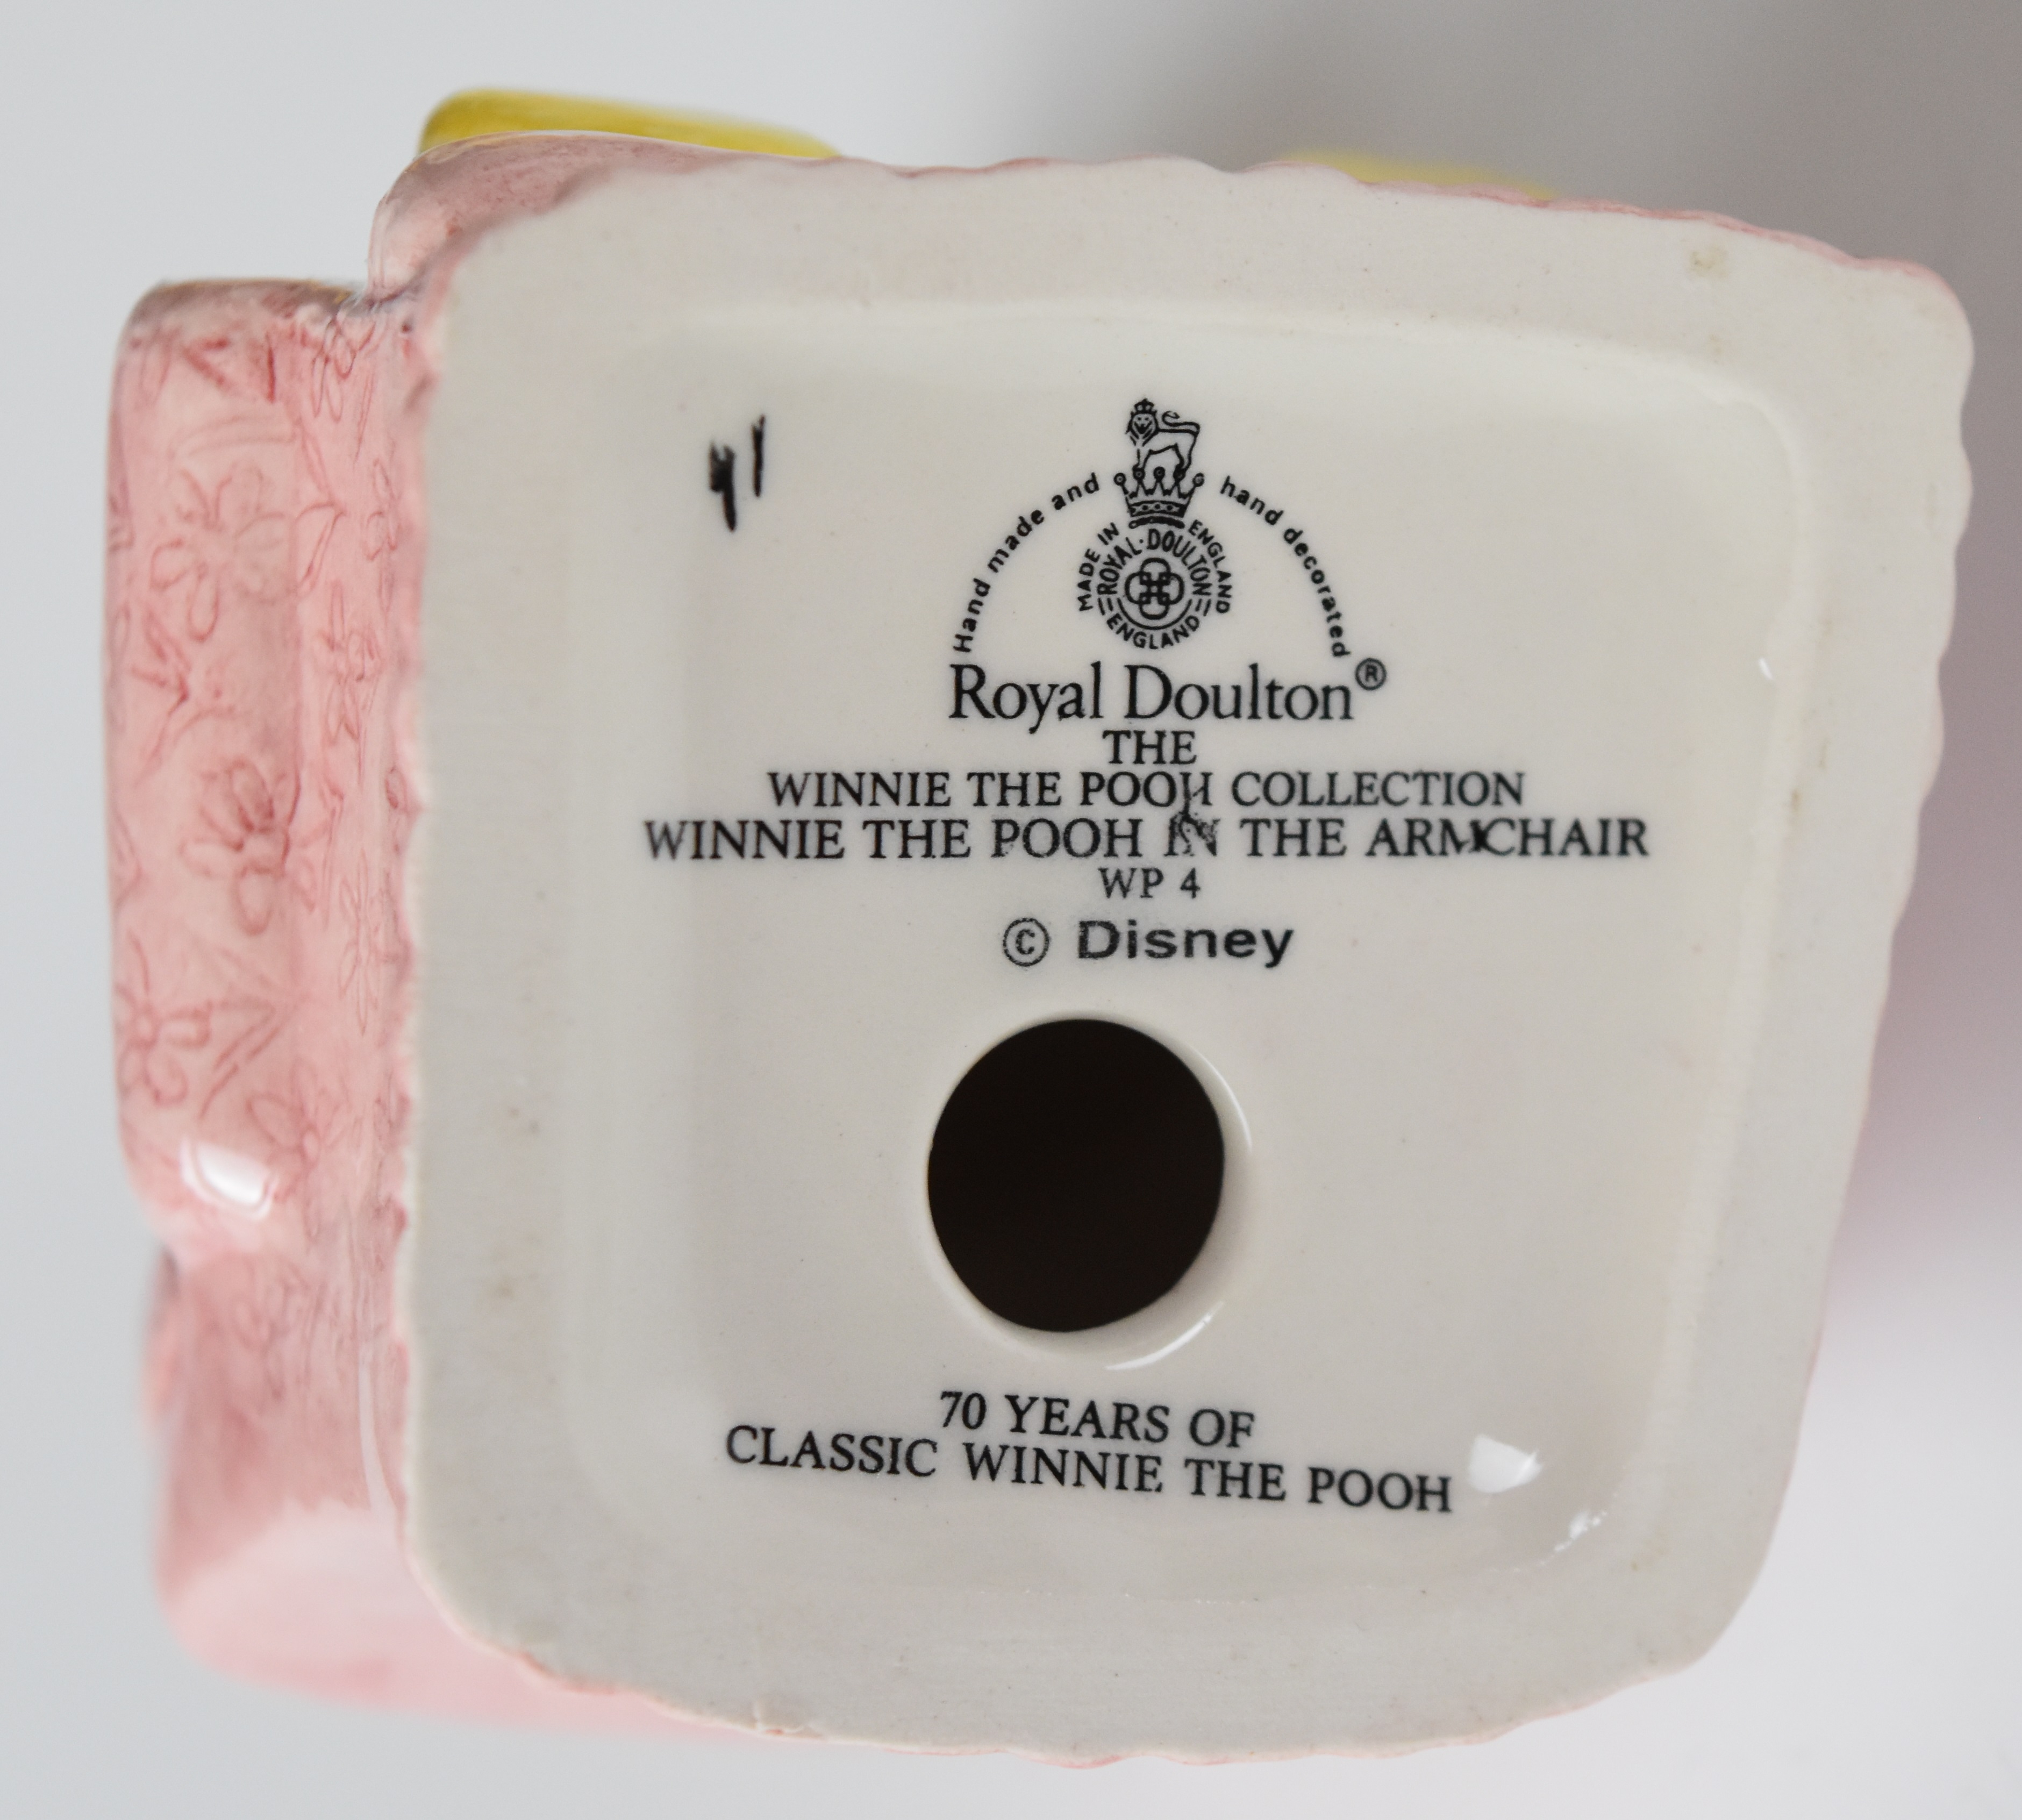 Hand made and hand decorated
MADE IN ENGLAND
ROYAL·DOULTON
ENGLAND
Royal Doulton®
THE
WINNIE THE POOH COLLECTION
WINNIE THE POOH IN THE ARMCHAIR
WP 4
© Disney
70 YEARS OF
CLASSIC WINNIE THE POOH